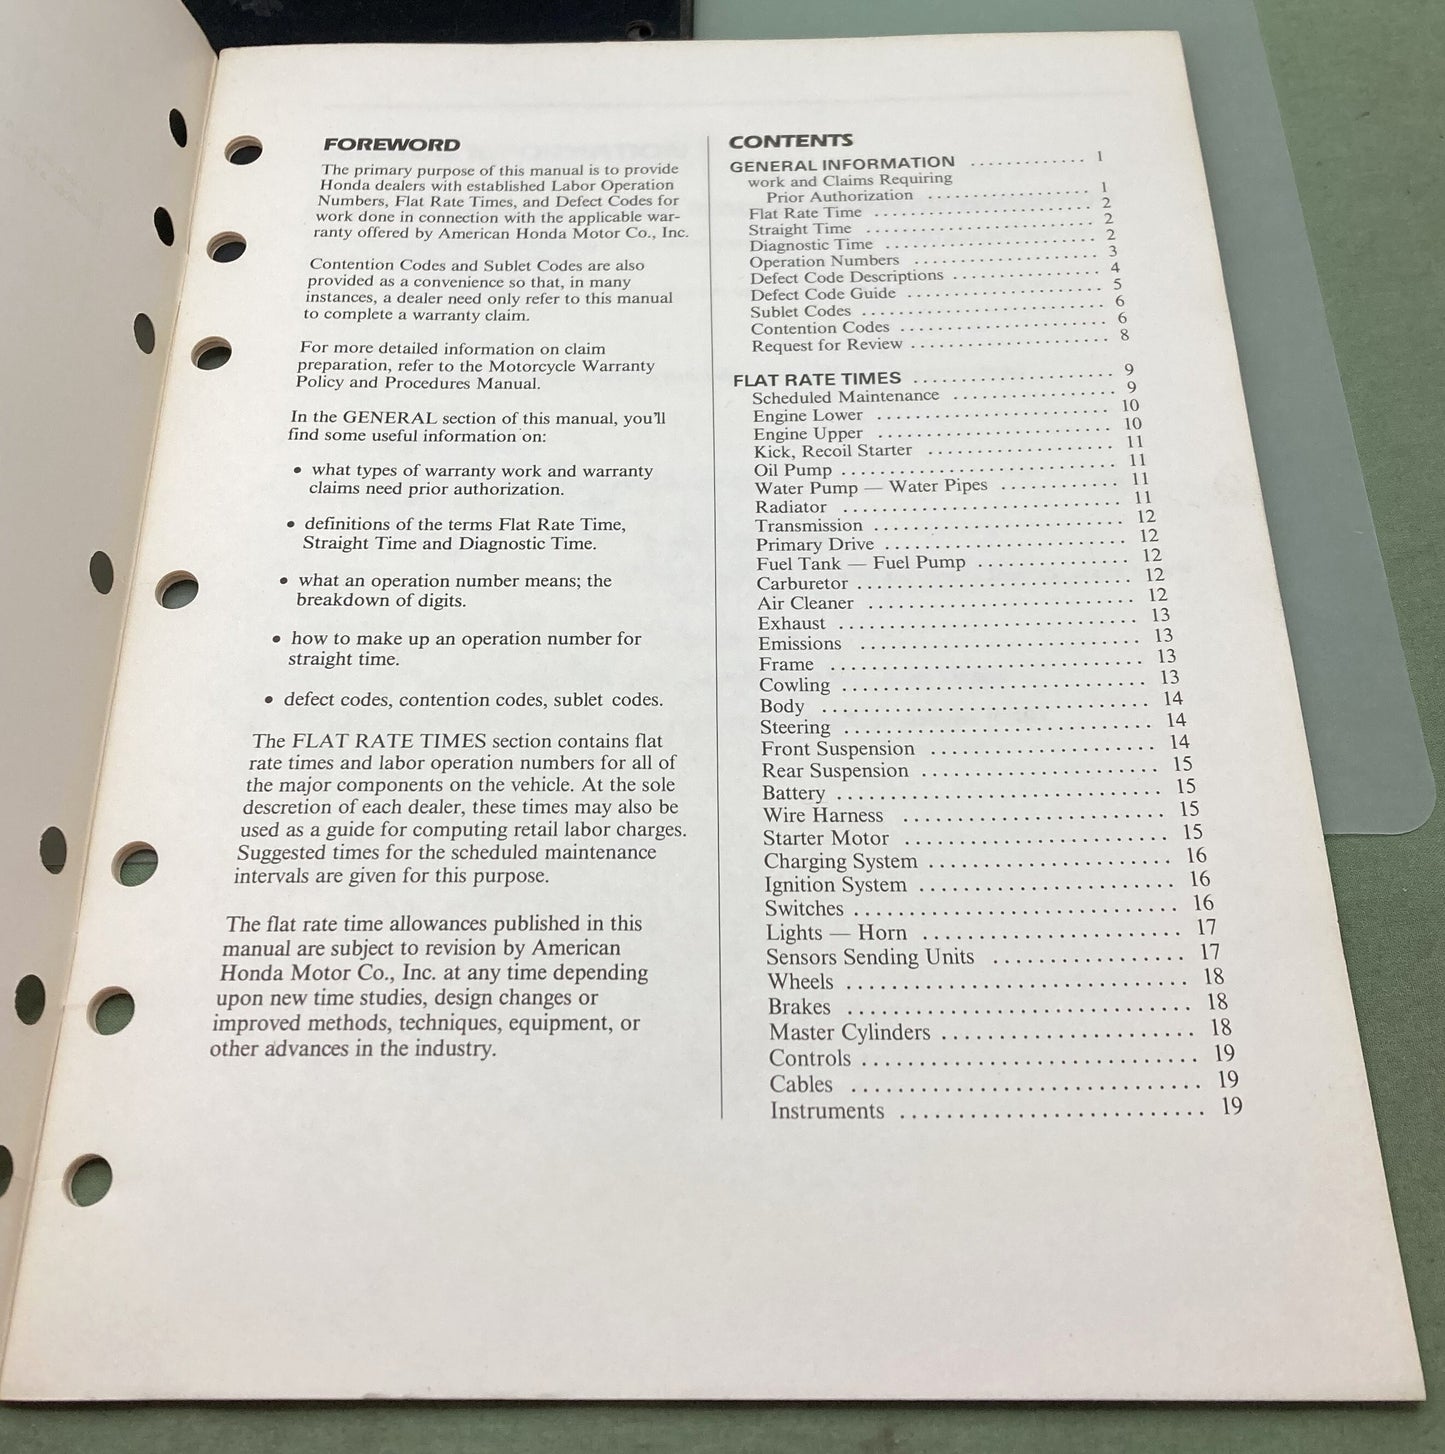 FOREWORD
The primary purpose of this manual is to provide
Honda dealers with established Labor Operation
Numbers, Flat Rate Times, and Defect Codes for
work done in connection with the applicable war-
ranty offered by American Honda Motor Co., Inc.
Contention Codes and Sublet Codes are also
provided as a convenience so that, in many
instances, a dealer need only refer to this manual
to complete a warranty claim.
For more detailed information on claim
preparation, refer to the Motorcycle Warranty
Policy and Procedures Manual.
In the GENERAL section of this manual, you'll
find some useful information on:
• what types of warranty work and warranty
claims need prior authorization.
• definitions of the terms Flat Rate Time,
Straight Time and Diagnostic Time.
• what an operation number means; the
breakdown of digits.
• how to make up an operation number for
straight time.
• defect codes, contention codes, sublet codes.
The FLAT RATE TIMES section contains flat
rate times and labor operation numbers for all of
the major components on the vehicle. At the sole
descretion of each dealer, these times may also be
used as a guide for computing retail labor charges.
Suggested times for the scheduled maintenance
intervals are given for this purpose.
The flat rate time allowances published in this
manual are subject to revision by American
Honda Motor Co., Inc. at any time depending
upon new time studies, design changes or
improved methods, techniques, equipment, or
other advances in the industry.
CONTENTS
GENERAL INFORMATION ............. 1
work and Claims Requiring
Prior Authorization ............... 1
Flat Rate Time .................... 2
Straight Time ..................... 2
Diagnostic Time ................... 2
Operation Numbers ................. 3
Defect Code Descriptions .......... 4
Defect Code Guide ................. 5
Sublet Codes ...................... 6
Contention Codes .................. 6
Request for Review ................ 8
FLAT RATE TIMES ................... 9
Scheduled Maintenance ............. 9
Engine Lower ...................... 10
Engine Upper ...................... 10
Kick, Recoil Starter .............. 11
Oil Pump .......................... 11
Water Pump — Water Pipes .......... 11
Radiator .......................... 11
Transmission ...................... 12
Primary Drive ..................... 12
Fuel Tank — Fuel Pump ............. 12
Carburetor ........................ 12
Air Cleaner ....................... 12
Exhaust ........................... 13
Emissions ......................... 13
Frame ............................. 13
Cowling ........................... 13
Body .............................. 14
Steering .......................... 14
Front Suspension .................. 14
Rear Suspension ................... 15
Battery ........................... 15
Wire Harness ...................... 15
Starter Motor ..................... 15
Charging System ................... 16
Ignition System ................... 16
Switches .......................... 16
Lights — Horn ..................... 17
Sensors Sending Units ............. 17
Wheels ............................ 18
Brakes ............................ 18
Master Cylinders .................. 18
Controls .......................... 19
Cables ............................ 19
Instruments ....................... 19